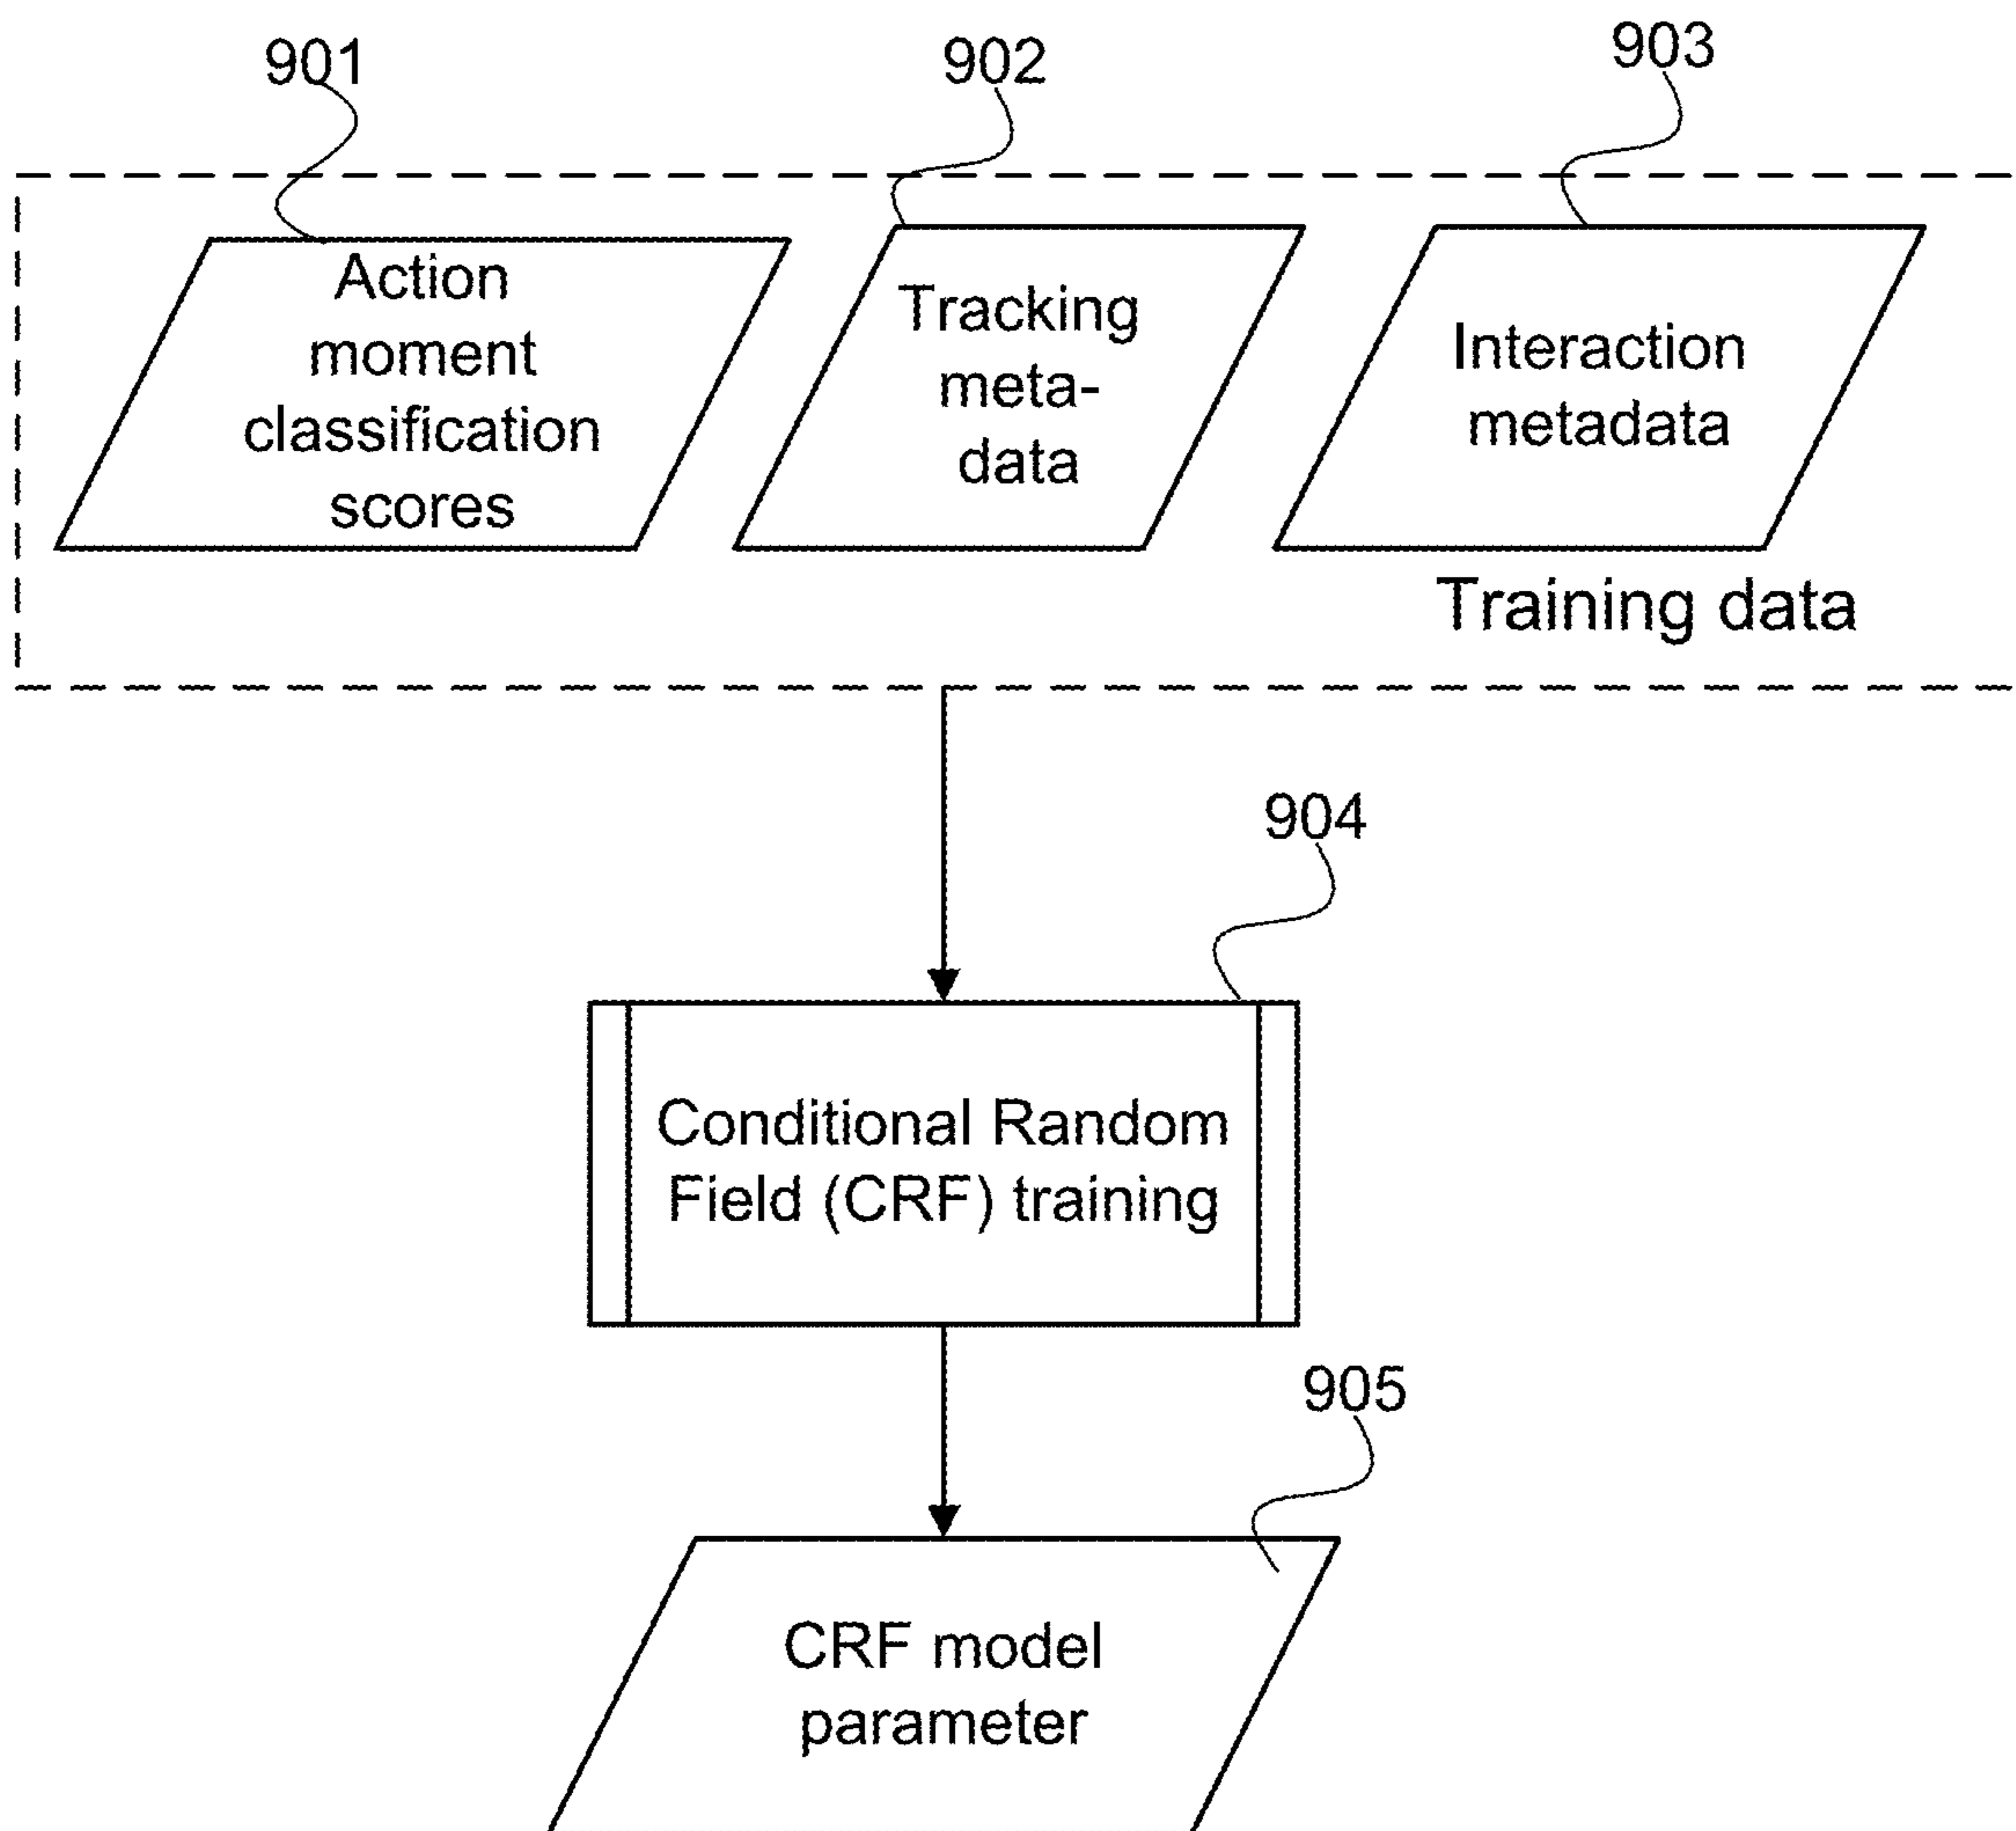 901
902
903
Action
moment
classification
scores
Tracking
meta-
data
Interaction
metadata
Training data
904
Conditional Random
Field (CRF) training
905
CRF model
parameter